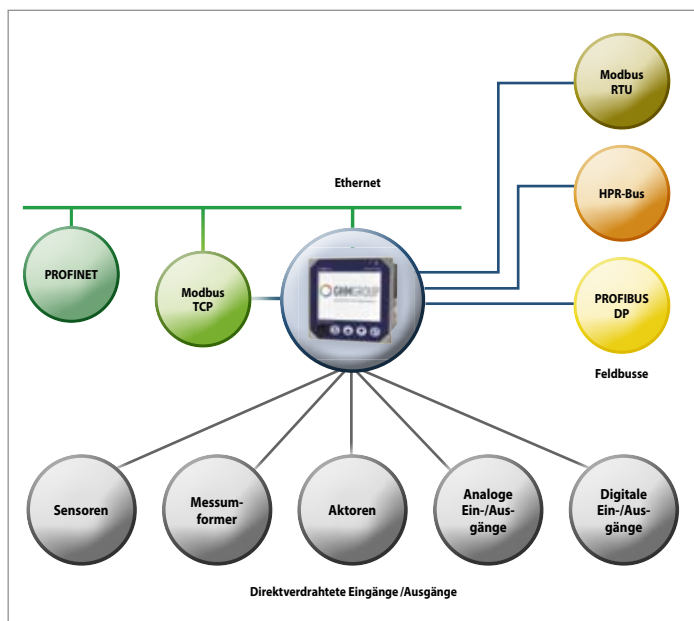 Modbus
RTU
Ethernet
HPR-Bus
PROFINET
Modbus
TCP
GHMGROUP
PROFIBUS
DP
Feldbusse
Sensoren
Messum-
former
Aktoren
Analoge
Ein-/Aus-
gänge
Digitale
Ein-/Aus-
gänge
Direktverdrahtete Eingänge/Ausgänge